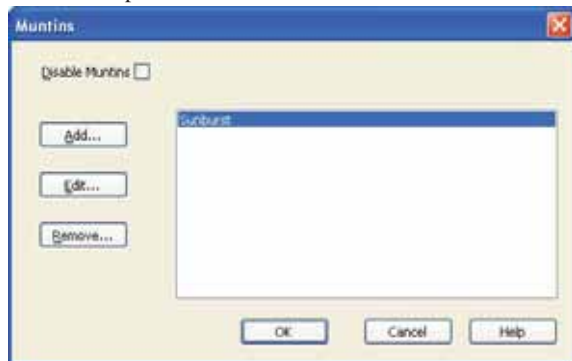 Muntins
Disable Muntins
Sunburst
Add...
Edit...
Remove...
OK
Cancel
Help